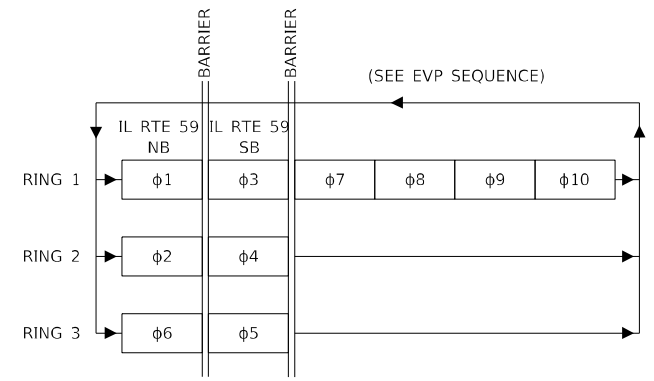 BARRIER
BARRIER
(SEE EVP SEQUENCE)
IL RTE 59
NB
IL RTE 59
SB
RING 1
ϕ1
ϕ3
ϕ7
ϕ8
ϕ9
ϕ10
RING 2
ϕ2
ϕ4
RING 3
ϕ6
ϕ5